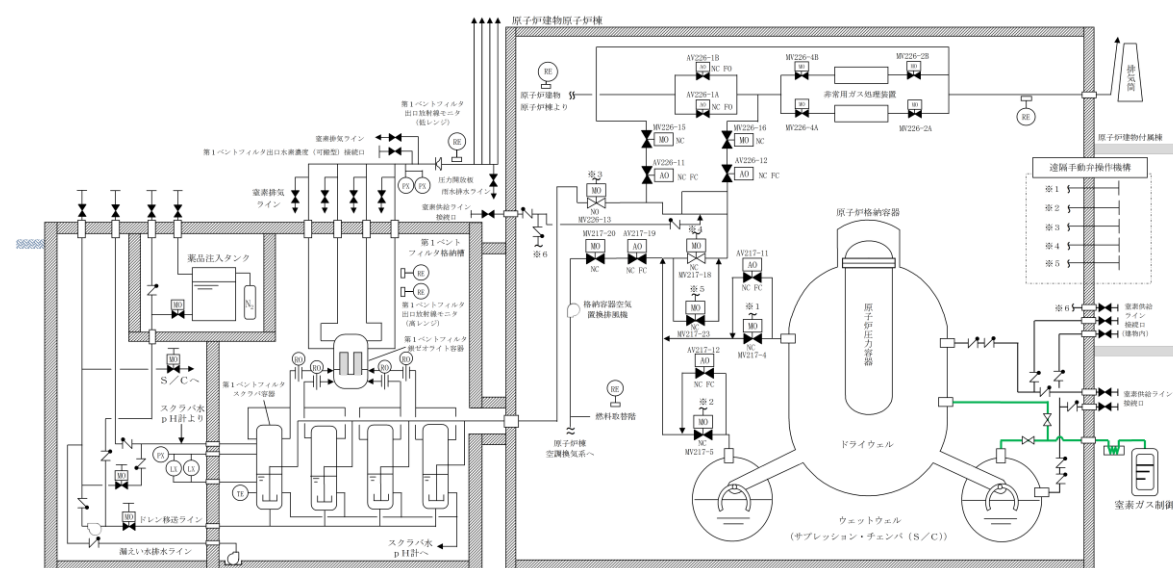 原子炉建物原子炉棟
AV226-1B
AO
NC FO
AV226-1A
AO
NC FO
MV226-4B
MO
MV226-2B
MO
非常用ガス処理装置
MO
MV226-4A
MO
MV226-2A
RE
原子炉建物
原子炉棟より
RE
排気筒
MV226-15
MO
NC
MV226-16
MO
NC
AV226-11
AO
NC FC
AV226-12
AO
NC FC
第1ベントフィルタ
出口放射線モニタ
(低レンジ)
RE
窒素排気ライン
第1ベントフィルタ出口水素濃度(可搬型)接続口
PX
PX
圧力開放板
雨水排水ライン
窒素排気
ライン
窒素供給ライン
接続口
※6
※3
MO
NO
MV226-13
MV217-20
MO
NC
AV217-19
AO
NC FC
※4
MO
NC
MV217-18
※5
MO
NC
MV217-23
AV217-11
AO
NC FC
※1
MO
NC
MV217-4
AV217-12
AO
NC FC
※2
MO
NC
MV217-5
格納容器空気
置換排風機
RE
燃料取替階
原子炉棟
空調換気系へ
原子炉格納容器
原子炉圧力容器
ドライウェル
ウェットウェル
(サプレッション・チェンバ(S/C))
原子炉建物付属棟
遠隔手動弁操作機構
※1
※2
※3
※4
※5
※6
窒素供給
ライン
接続口
(建物内)
窒素供給ライン
接続口
窒素ガス制御
第1ベント
フィルタ格納槽
RE
RE
第1ベントフィルタ
出口放射線モニタ
(高レンジ)
第1ベントフィルタ
銀ゼオライト容器
RO
RO
RO
RO
薬品注入タンク
MO
N₂
MO
S/Cへ
第1ベントフィルタ
スクラバ容器
スクラバ水
pH計より
PX
LX
LX
TE
MO
MO
ドレン移送ライン
漏えい水排水ライン
スクラバ水
pH計へ